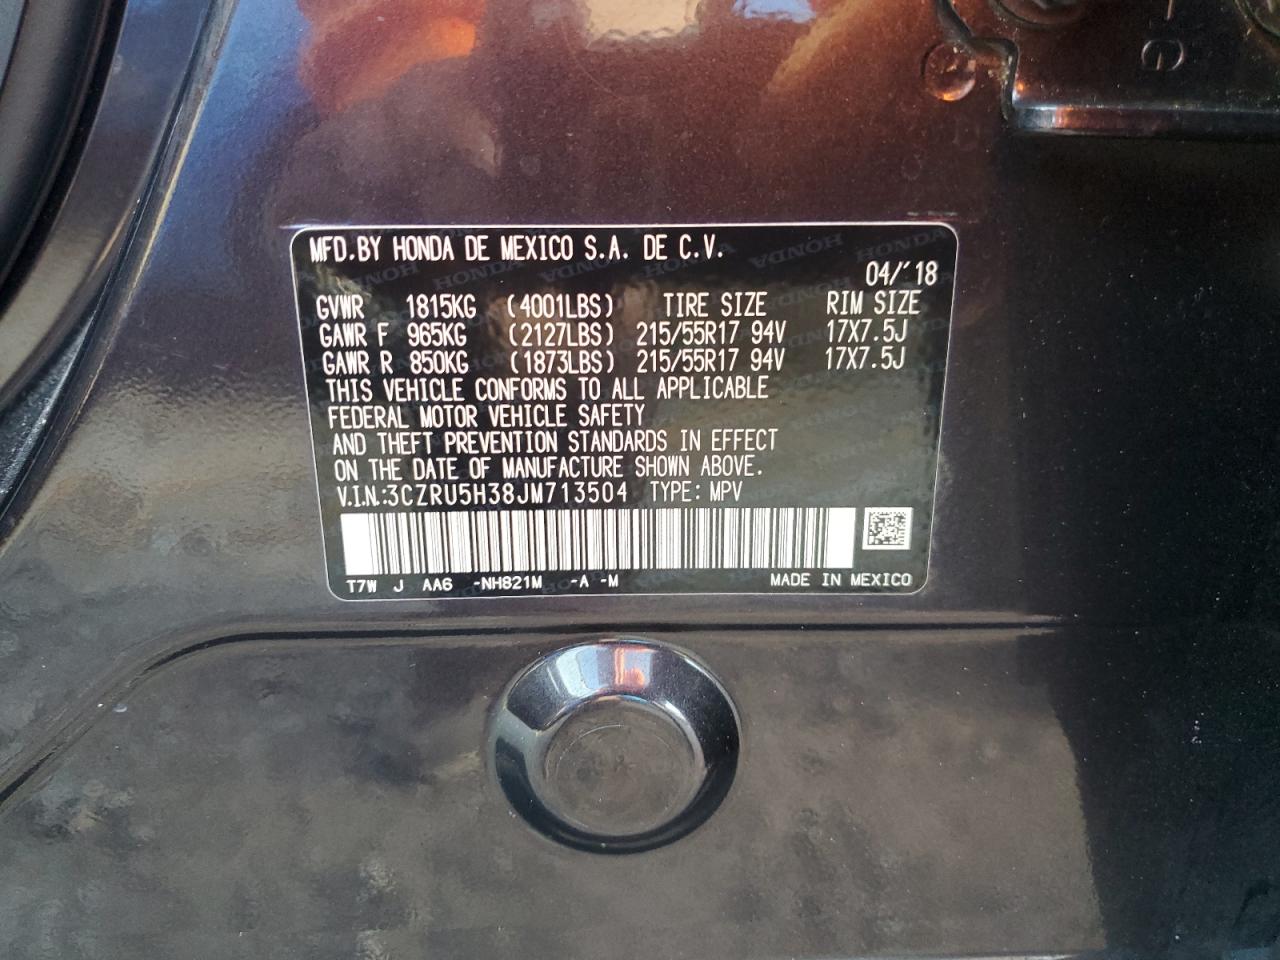 MFD.BY HONDA DE MEXICO S.A. DE C.V.
04/'18
GVWR 1815KG (4001LBS) TIRE SIZE RIM SIZE
GAWR F 965KG (2127LBS) 215/55R17 94V 17X7.5J
GAWR R 850KG (1873LBS) 215/55R17 94V 17X7.5J
THIS VEHICLE CONFORMS TO ALL APPLICABLE
FEDERAL MOTOR VEHICLE SAFETY
AND THEFT PREVENTION STANDARDS IN EFFECT
ON THE DATE OF MANUFACTURE SHOWN ABOVE.
V.I.N.:3CZRU5H38JM713504 TYPE: MPV
T7W J AA6 -NH821M -A -M MADE IN MEXICO